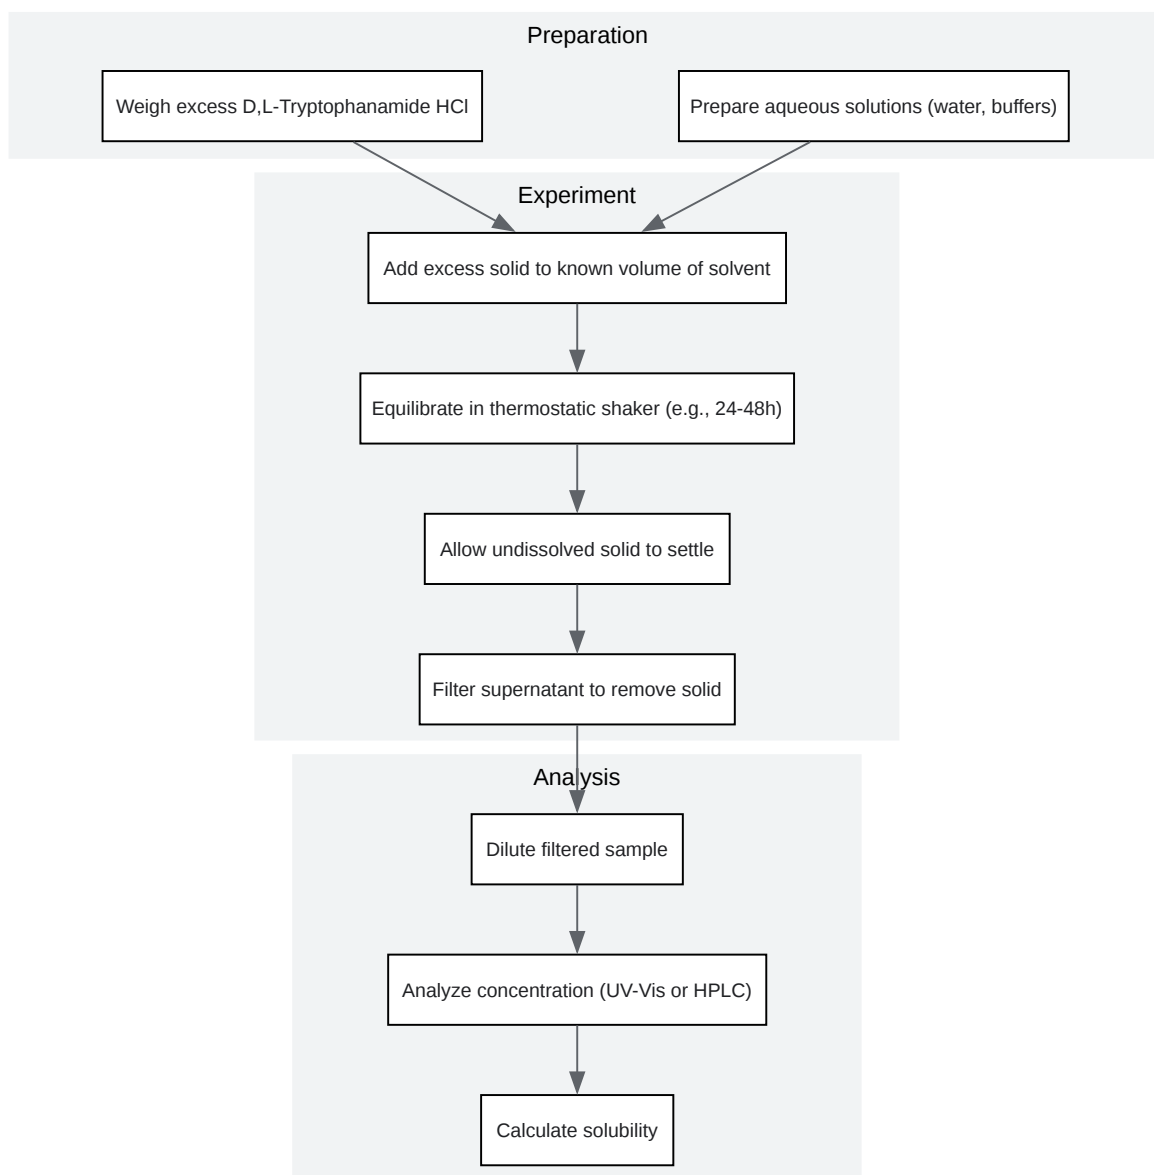 Preparation
Weigh excess D,L-Tryptophanamide HCl
Prepare aqueous solutions (water, buffers)
Experiment
Add excess solid to known volume of solvent
Equilibrate in thermostatic shaker (e.g., 24-48h)
Allow undissolved solid to settle
Filter supernatant to remove solid
Analysis
Dilute filtered sample
Analyze concentration (UV-Vis or HPLC)
Calculate solubility